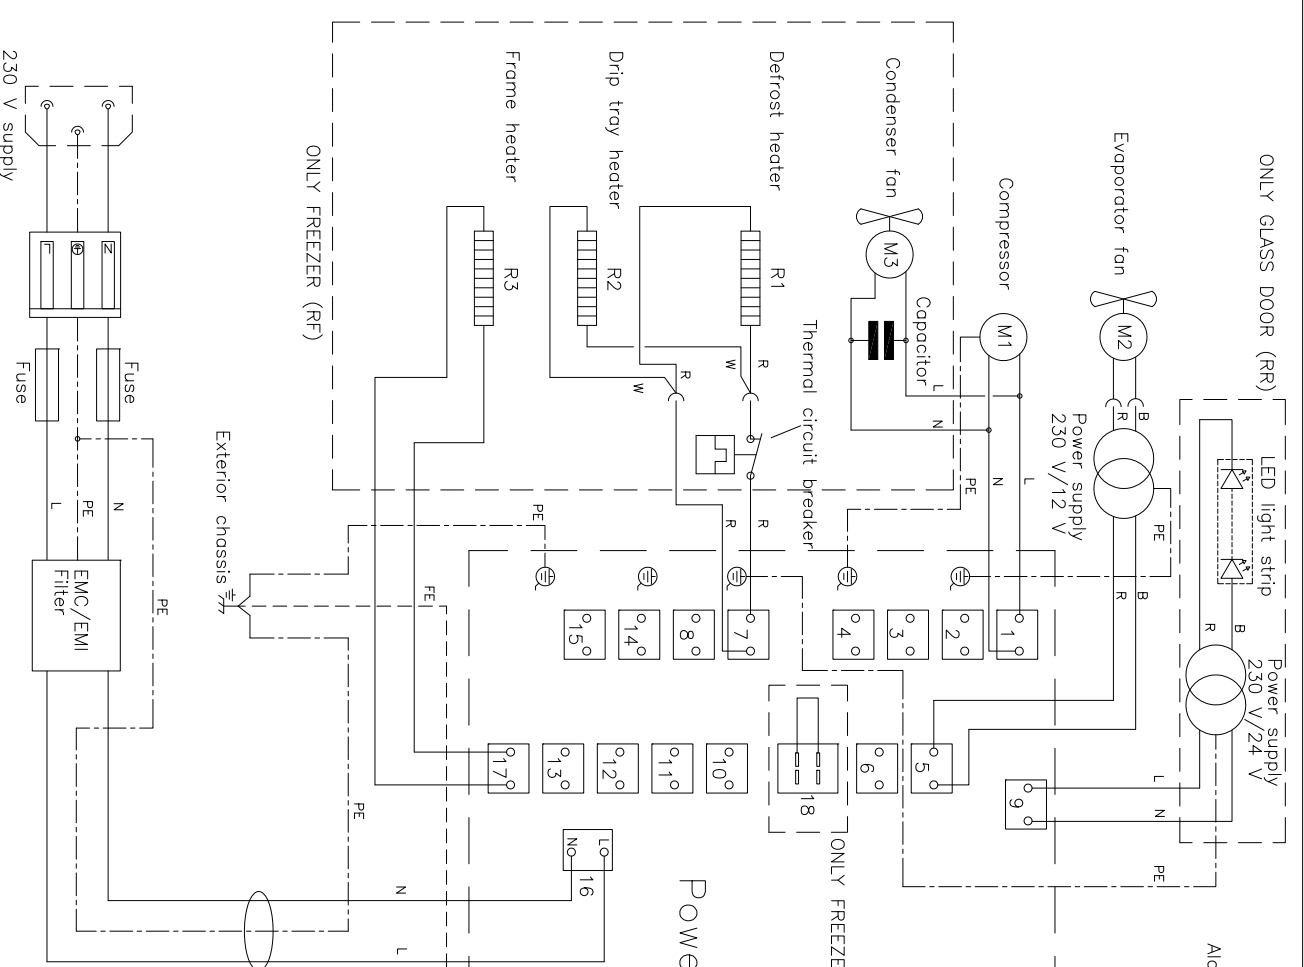 ONLY GLASS DOOR (RR)
LED light strip
B
R
Power supply
230 V/24 V
L
N
PE
9
Evaporator fan
M2
B
R
Power supply
230 V/12 V
PE
B
R
Compressor
M1
L
N
PE
Condenser fan
M3
Capacitor
L
N
Defrost heater
R1
Thermal circuit breaker
R
W
R
W
R
R
Drip tray heater
R2
Frame heater
R3
ONLY FREEZER (RF)
1
2
3
4
7
8
14
15
5
6
18
10
11
12
13
17
ONLY FREEZE
L
N
16
Powe
PE
Exterior chassis
FE
PE
N
L
230 V supply
N
L
Fuse
Fuse
N
PE
L
PE
EMC/EMI
Filter